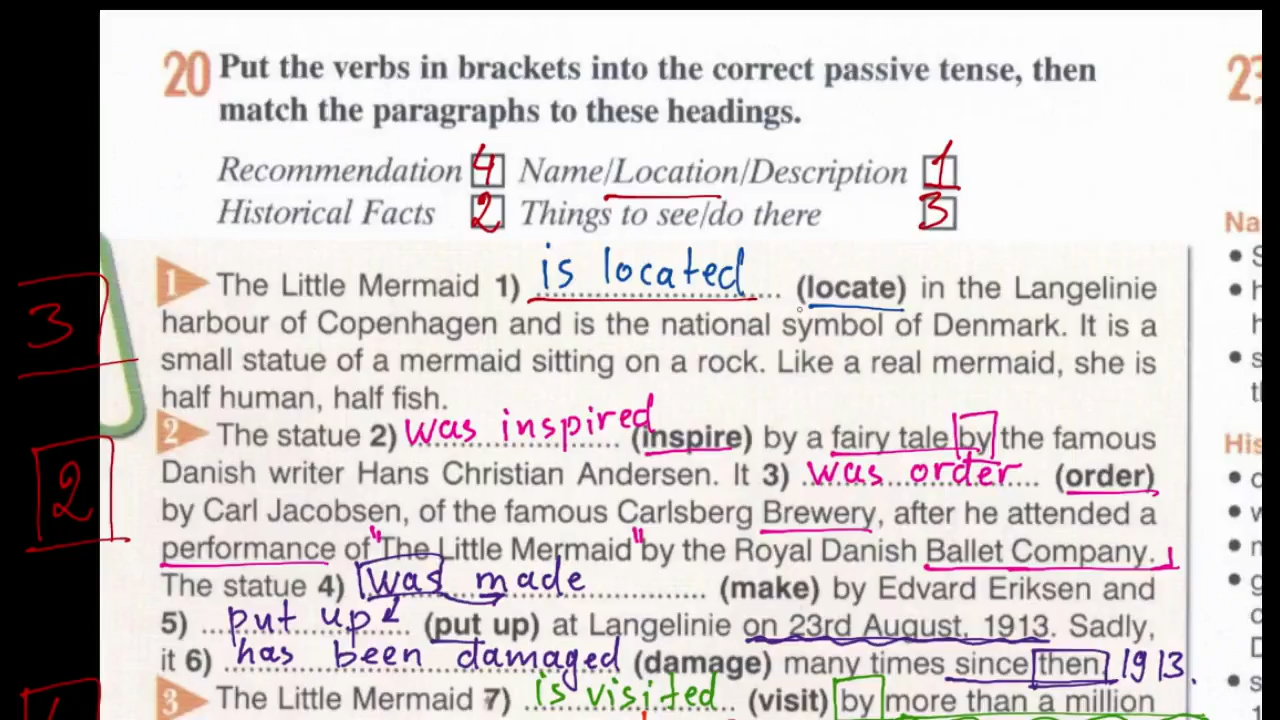 20 Put the verbs in brackets into the correct passive tense, then
match the paragraphs to these headings.
Recommendation 4 Name/Location/Description 1
Historical Facts 2 Things to see/do there 3
1 The Little Mermaid 1) is located (locate) in the Langelinie
harbour of Copenhagen and is the national symbol of Denmark. It is a
small statue of a mermaid sitting on a rock. Like a real mermaid, she is
half human, half fish.
2 The statue 2) was inspired (inspire) by a fairy tale by the famous
Danish writer Hans Christian Andersen. It 3) was order (order)
by Carl Jacobsen, of the famous Carlsberg Brewery, after he attended a
performance of "The Little Mermaid" by the Royal Danish Ballet Company.
The statue 4) was made (make) by Edvard Eriksen and
5) put up (put up) at Langelinie on 23rd August, 1913. Sadly,
it 6) has been damaged (damage) many times since then 1913.
3 The Little Mermaid 7) is visited (visit) by more than a million
3
2
Na
His